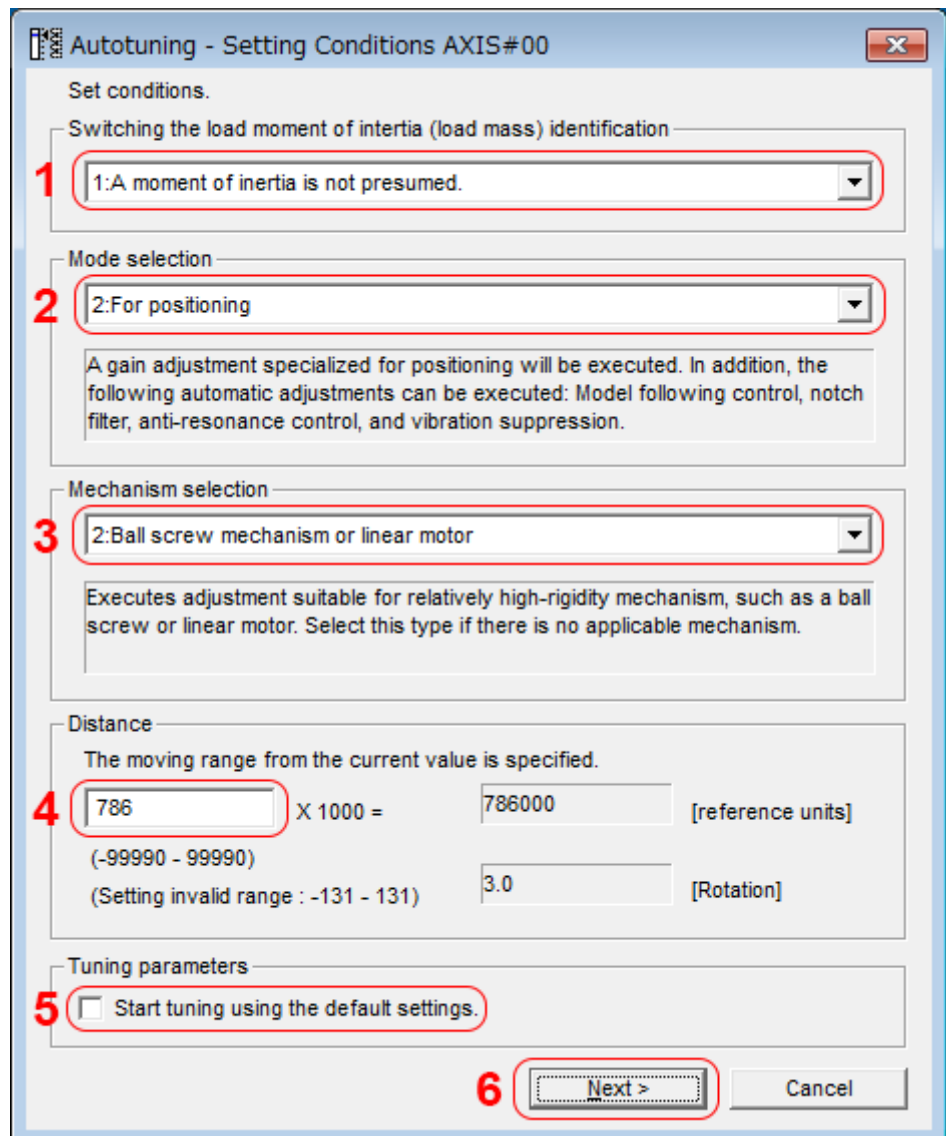 Autotuning - Setting Conditions AXIS#00
Set conditions.
Switching the load moment of intertia (load mass) identification
1
1:A moment of inertia is not presumed.
Mode selection
2
2:For positioning
A gain adjustment specialized for positioning will be executed. In addition, the
following automatic adjustments can be executed: Model following control, notch
filter, anti-resonance control, and vibration suppression.
Mechanism selection
3
2:Ball screw mechanism or linear motor
Executes adjustment suitable for relatively high-rigidity mechanism, such as a ball
screw or linear motor. Select this type if there is no applicable mechanism.
Distance
The moving range from the current value is specified.
4
786 X 1000 = 786000 [reference units]
(-99990 - 99990)
(Setting invalid range : -131 - 131) 3.0 [Rotation]
Tuning parameters
5
Start tuning using the default settings.
6
Next > Cancel